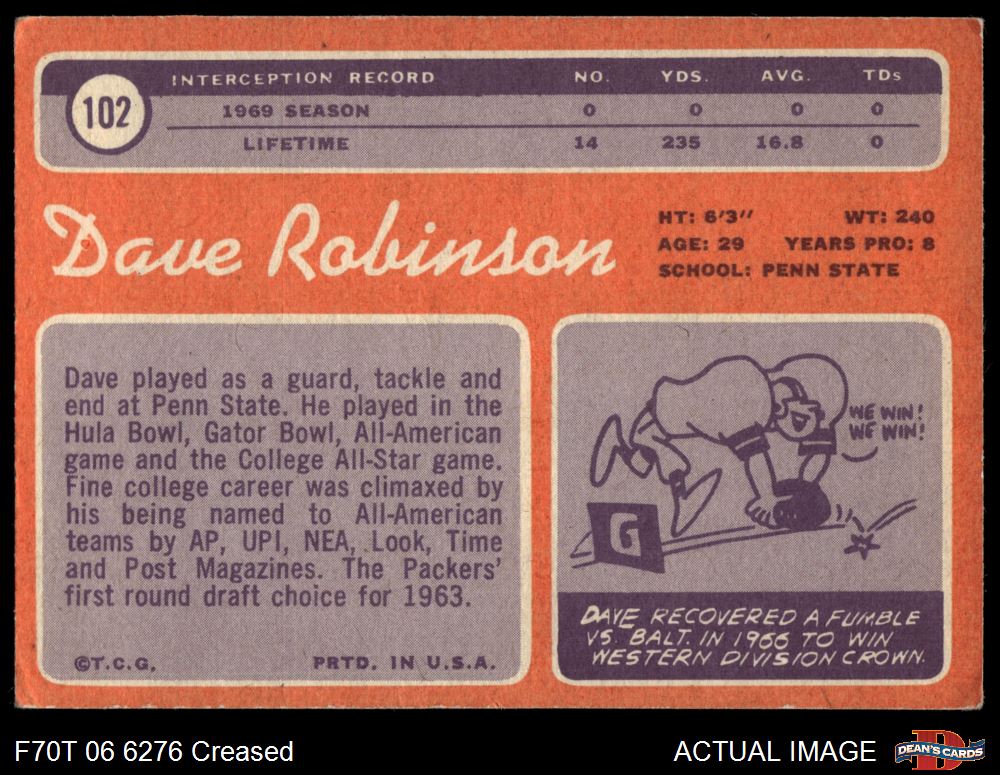 102
INTERCEPTION RECORD NO. YDS. AVG. TDs
1969 SEASON 0 0 0 0
LIFETIME 14 235 16.8 0
Dave Robinson
HT: 6'3" WT: 240
AGE: 29 YEARS PRO: 8
SCHOOL: PENN STATE
Dave played as a guard, tackle and
end at Penn State. He played in the
Hula Bowl, Gator Bowl, All-American
game and the College All-Star game.
Fine college career was climaxed by
his being named to All-American
teams by AP, UPI, NEA, Look, Time
and Post Magazines. The Packers'
first round draft choice for 1963.
©T.C.G. PRTD. IN U.S.A.
WE WIN!
WE WIN!
G
DAVE RECOVERED A FUMBLE
VS. BALT. IN 1966 TO WIN
WESTERN DIVISION CROWN.
F70T 06 6276 Creased ACTUAL IMAGE
D
DEAN'S CARDS